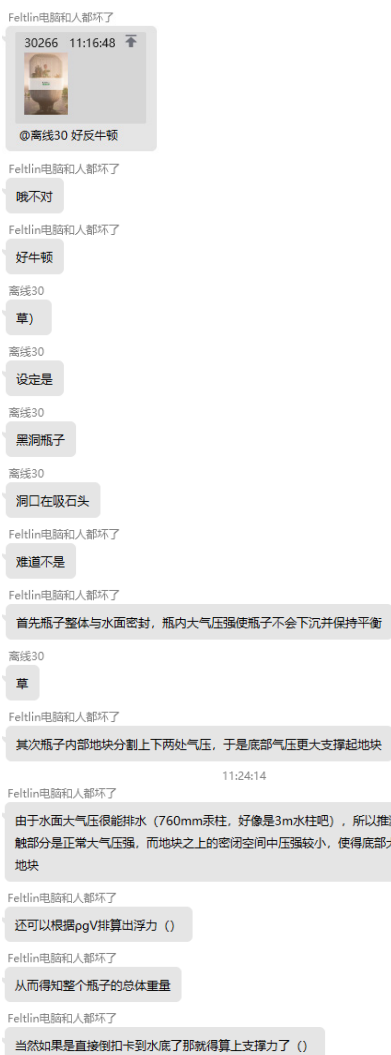 Feltlin电脑和人都坏了
30266 11:16:48
@离线30 好反牛顿
Feltlin电脑和人都坏了
哦不对
Feltlin电脑和人都坏了
好牛顿
离线30
草）
离线30
设定是
离线30
黑洞瓶子
离线30
洞口在吸石头
Feltlin电脑和人都坏了
难道不是
Feltlin电脑和人都坏了
首先瓶子整体与水面密封，瓶内大气压强使瓶子不会下沉并保持平衡
离线30
草
Feltlin电脑和人都坏了
其次瓶子内部地块分割上下两处气压，于是底部气压更大支撑起地块
11:24:14
Feltlin电脑和人都坏了
由于水面大气压很能排水（760mm汞柱，好像是3m水柱吧），所以推
触部分是正常大气压强，而地块之上的密闭空间中压强较小，使得底部
地块
Feltlin电脑和人都坏了
还可以根据ρgV排算出浮力（）
Feltlin电脑和人都坏了
从而得知整个瓶子的总体重量
Feltlin电脑和人都坏了
当然如果是直接倒扣卡到水底了那就得算上支撑力了（）